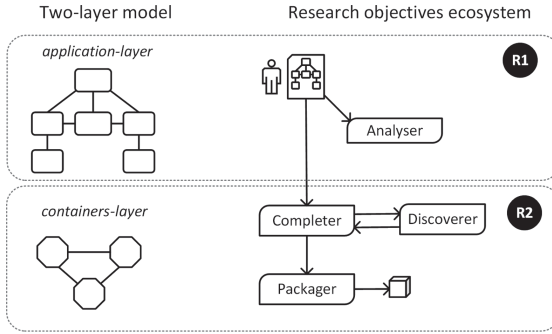 Two-layer model
Research objectives ecosystem
application-layer
R1
Analyser
containers-layer
R2
Completer
Discoverer
Packager